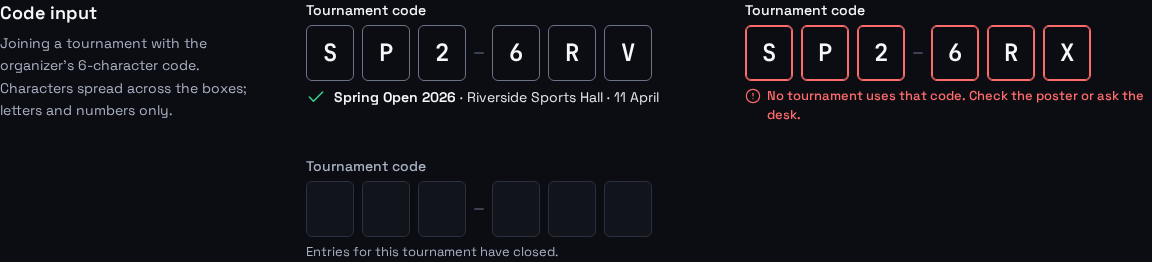 Code input
Joining a tournament with the
organizer's 6-character code.
Characters spread across the boxes;
letters and numbers only.
Tournament code
S P 2 – 6 R V
Spring Open 2026 · Riverside Sports Hall · 11 April
Tournament code
S P 2 – 6 R X
No tournament uses that code. Check the poster or ask the
desk.
Tournament code
–
Entries for this tournament have closed.